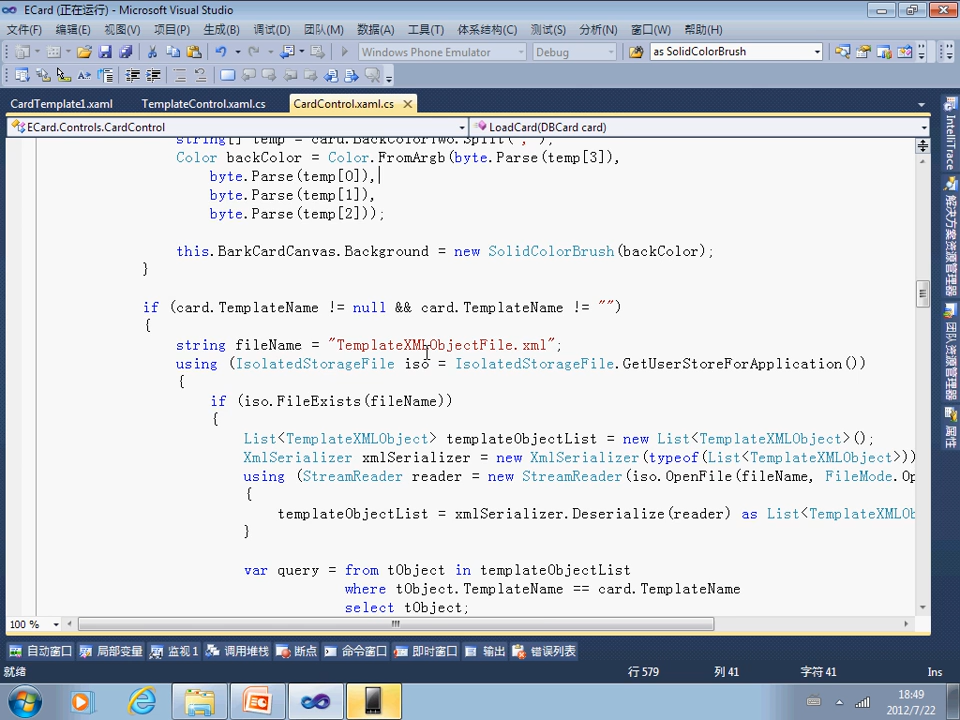 ECard (正在运行) - Microsoft Visual Studio
文件(F) 编辑(E) 视图(V) 项目(P) 生成(B) 调试(D) 团队(M) 数据(A) 工具(T) 体系结构(C) 测试(S) 分析(N) 窗口(W) 帮助(H)
Windows Phone Emulator Debug as SolidColorBrush
CardTemplate1.xaml TemplateControl.xaml.cs CardControl.xaml.cs
ECard.Controls.CardControl LoadCard(DBCard card)
string[] temp = card.BackColorTwo.Split(',');
Color backColor = Color.FromArgb(byte.Parse(temp[3]),
byte.Parse(temp[0]),
byte.Parse(temp[1]),
byte.Parse(temp[2]));
this.BarkCardCanvas.Background = new SolidColorBrush(backColor);
}
if (card.TemplateName != null && card.TemplateName != "")
{
string fileName = "TemplateXMLObjectFile.xml";
using (IsolatedStorageFile iso = IsolatedStorageFile.GetUserStoreForApplication())
{
if (iso.FileExists(fileName))
{
List<TemplateXMLObject> templateObjectList = new List<TemplateXMLObject>();
XmlSerializer xmlSerializer = new XmlSerializer(typeof(List<TemplateXMLObject>))
using (StreamReader reader = new StreamReader(iso.OpenFile(fileName, FileMode.Op
{
templateObjectList = xmlSerializer.Deserialize(reader) as List<TemplateXMLOb
}
var query = from tObject in templateObjectList
where tObject.TemplateName == card.TemplateName
select tObject;
100 %
IntelliTrace
解决方案资源管理器
团队资源管理器
属性
自动窗口 局部变量 监视 1 调用堆栈 断点 命令窗口 即时窗口 输出 错误列表
就绪 行 579 列 41 字符 41 Ins
18:49
2012/7/22